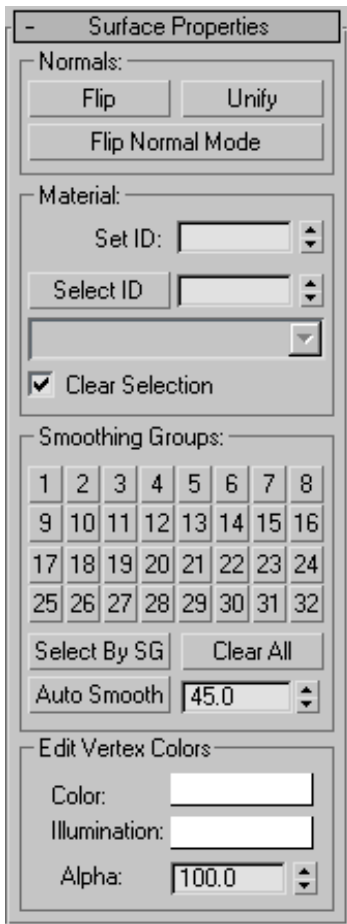 - Surface Properties
Normals:
Flip Unify
Flip Normal Mode
Material:
Set ID:
Select ID
Clear Selection
Smoothing Groups:
1 2 3 4 5 6 7 8
9 10 11 12 13 14 15 16
17 18 19 20 21 22 23 24
25 26 27 28 29 30 31 32
Select By SG Clear All
Auto Smooth 45.0
Edit Vertex Colors
Color:
Illumination:
Alpha: 100.0